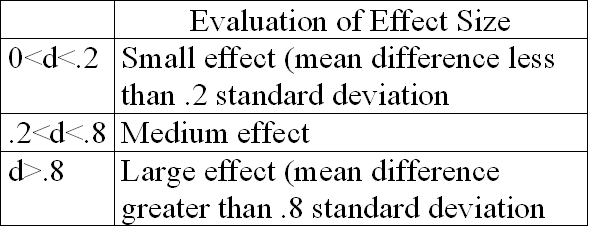 Evaluation of Effect Size
0<d<.2 Small effect (mean difference less
than .2 standard deviation
.2<d<.8 Medium effect
d>.8 Large effect (mean difference
greater than .8 standard deviation